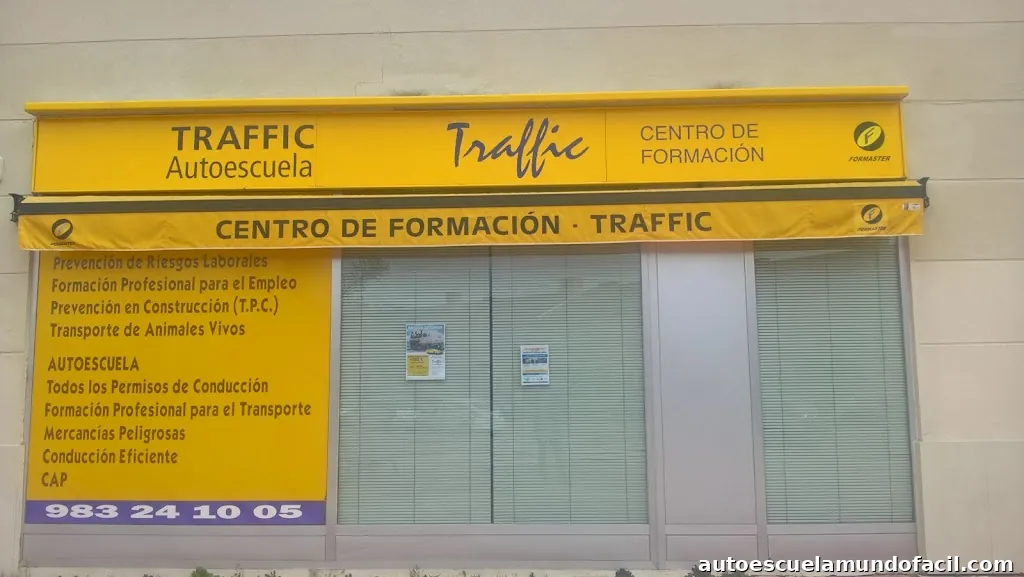 TRAFFIC
Autoescuela
Traffic
CENTRO DE
FORMACIÓN
FORMASTER
FORMASTER
CENTRO DE FORMACIÓN · TRAFFIC
FORMASTER
Prevención de Riesgos Laborales
Formación Profesional para el Empleo
Prevención en Construcción (T.P.C.)
Transporte de Animales Vivos
AUTOESCUELA
Todos los Permisos de Conducción
Formación Profesional para el Transporte
Mercancías Peligrosas
Conducción Eficiente
CAP
983 24 10 05
autoescuelamundofacil.com